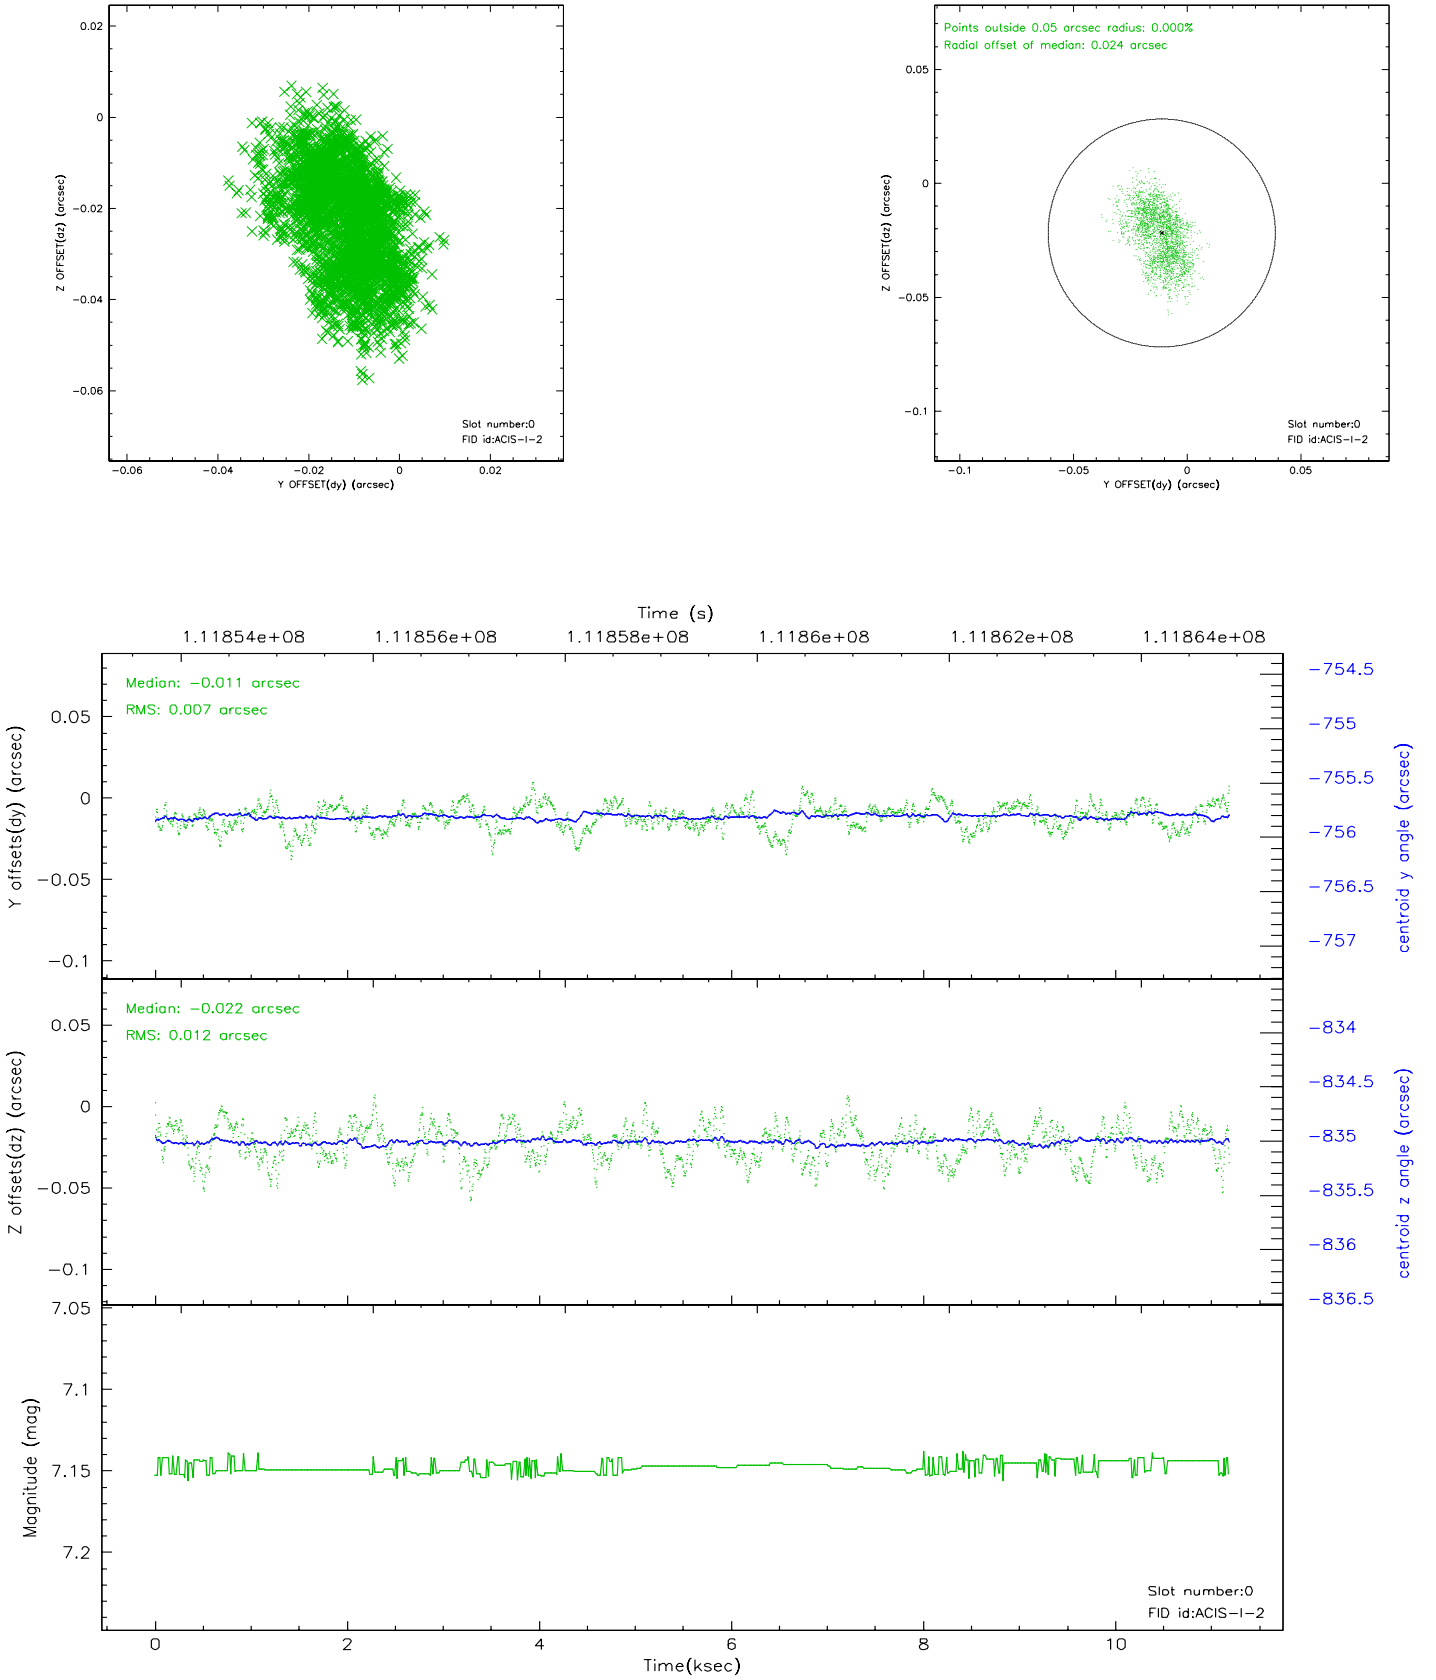 0.02
0
−0.02
−0.04
−0.06
Z OFFSET(dz) (arcsec)
Slot number:0
FID id:ACIS−I−2
−0.06
−0.04
−0.02
0
0.02
Y OFFSET(dy) (arcsec)
Points outside 0.05 arcsec radius: 0.000%
Radial offset of median: 0.024 arcsec
0.05
0
−0.05
−0.1
Z OFFSET(dz) (arcsec)
Slot number:0
FID id:ACIS−I−2
−0.1
−0.05
0
0.05
Y OFFSET(dy) (arcsec)
Time (s)
1.11854e+08
1.11856e+08
1.11858e+08
1.1186e+08
1.11862e+08
1.11864e+08
Median: −0.011 arcsec
RMS: 0.007 arcsec
0.05
0
−0.05
−0.1
Y offsets(dy) (arcsec)
−754.5
−755
−755.5
−756
−756.5
−757
centroid y angle (arcsec)
Median: −0.022 arcsec
RMS: 0.012 arcsec
0.05
0
−0.05
−0.1
Z offsets(dz) (arcsec)
−834
−834.5
−835
−835.5
−836
−836.5
centroid z angle (arcsec)
7.05
7.1
7.15
7.2
Magnitude (mag)
Slot number:0
FID id:ACIS−I−2
0
2
4
6
8
10
Time(ksec)